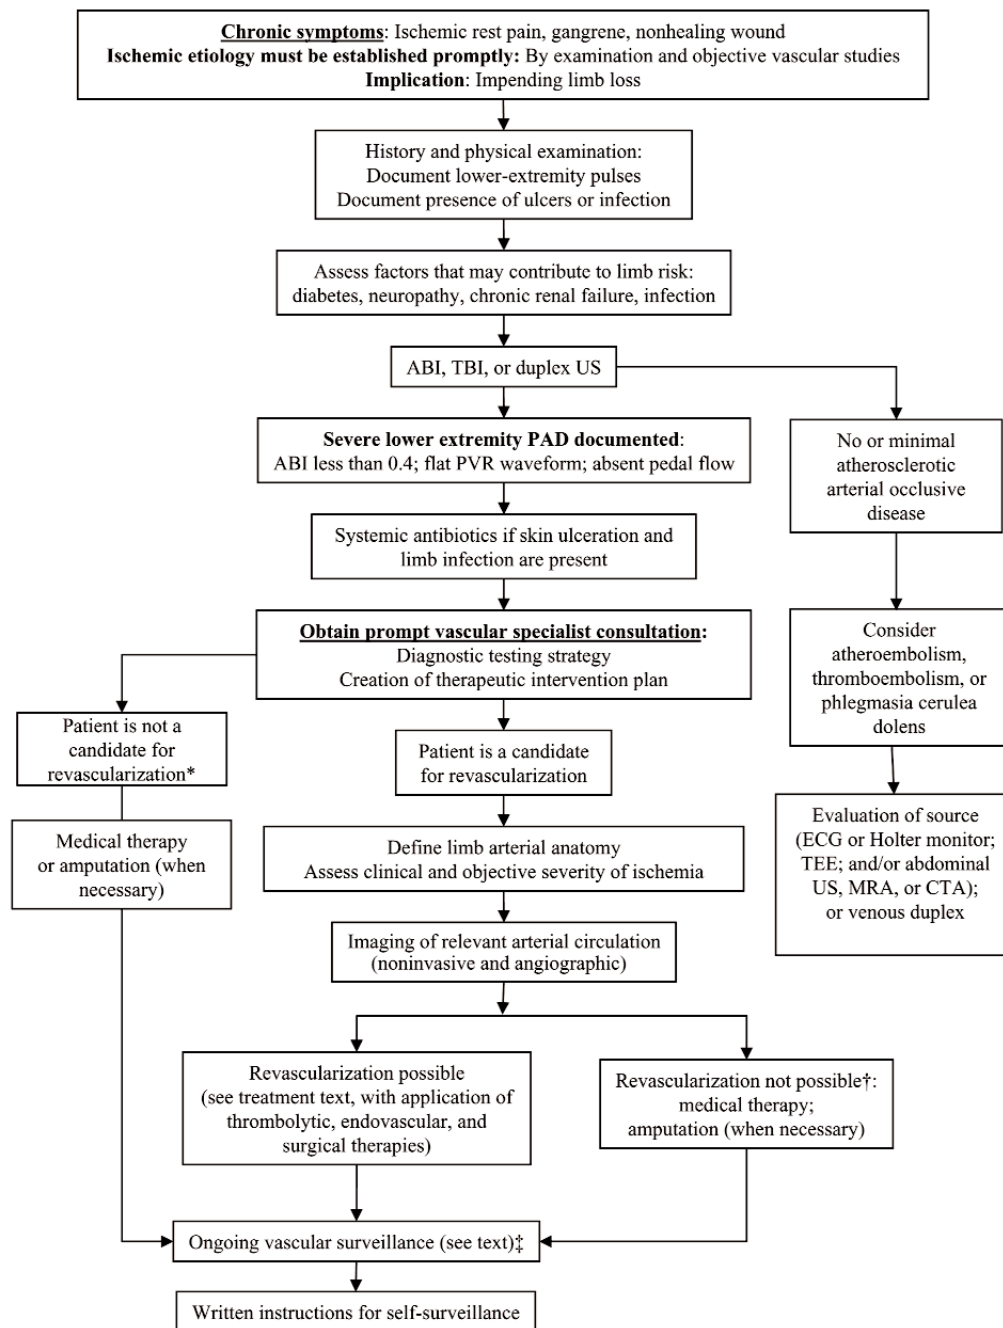 Chronic symptoms: Ischemic rest pain, gangrene, nonhealing wound
Ischemic etiology must be established promptly: By examination and objective vascular studies
Implication: Impending limb loss
History and physical examination:
Document lower-extremity pulses
Document presence of ulcers or infection
Assess factors that may contribute to limb risk:
diabetes, neuropathy, chronic renal failure, infection
ABI, TBI, or duplex US
Severe lower extremity PAD documented:
ABI less than 0.4; flat PVR waveform; absent pedal flow
No or minimal
atherosclerotic
arterial occlusive
disease
Systemic antibiotics if skin ulceration and
limb infection are present
Obtain prompt vascular specialist consultation:
Diagnostic testing strategy
Creation of therapeutic intervention plan
Consider
atheroembolism,
thromboembolism, or
phlegmasia cerulea
dolens
Patient is not a
candidate for
revascularization*
Patient is a candidate
for revascularization
Medical therapy
or amputation (when
necessary)
Define limb arterial anatomy
Assess clinical and objective severity of ischemia
Evaluation of source
(ECG or Holter monitor;
TEE; and/or abdominal
US, MRA, or CTA);
or venous duplex
Imaging of relevant arterial circulation
(noninvasive and angiographic)
Revascularization possible
(see treatment text, with application of
thrombolytic, endovascular, and
surgical therapies)
Revascularization not possible†:
medical therapy;
amputation (when necessary)
Ongoing vascular surveillance (see text)‡
Written instructions for self-surveillance